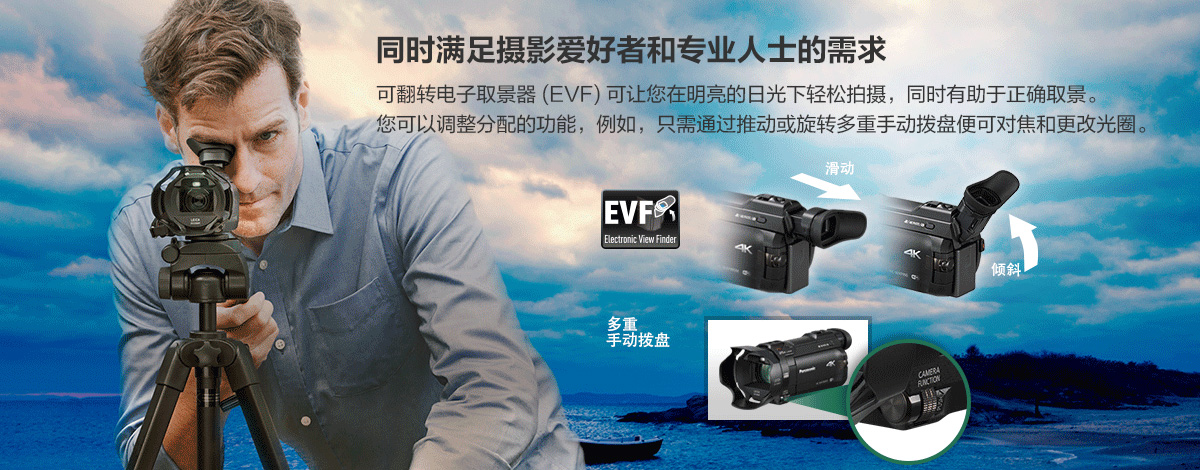 同时满足摄影爱好者和专业人士的需求
可翻转电子取景器 (EVF) 可让您在明亮的日光下轻松拍摄，同时有助于正确取景。
您可以调整分配的功能，例如，只需通过推动或旋转多重手动拨盘便可对焦和更改光圈。
滑动
EVF
Electronic View Finder
4K
4K
倾斜
多重
手动拨盘
Panasonic
4K
CAMERA
FUNCTION
LEICA